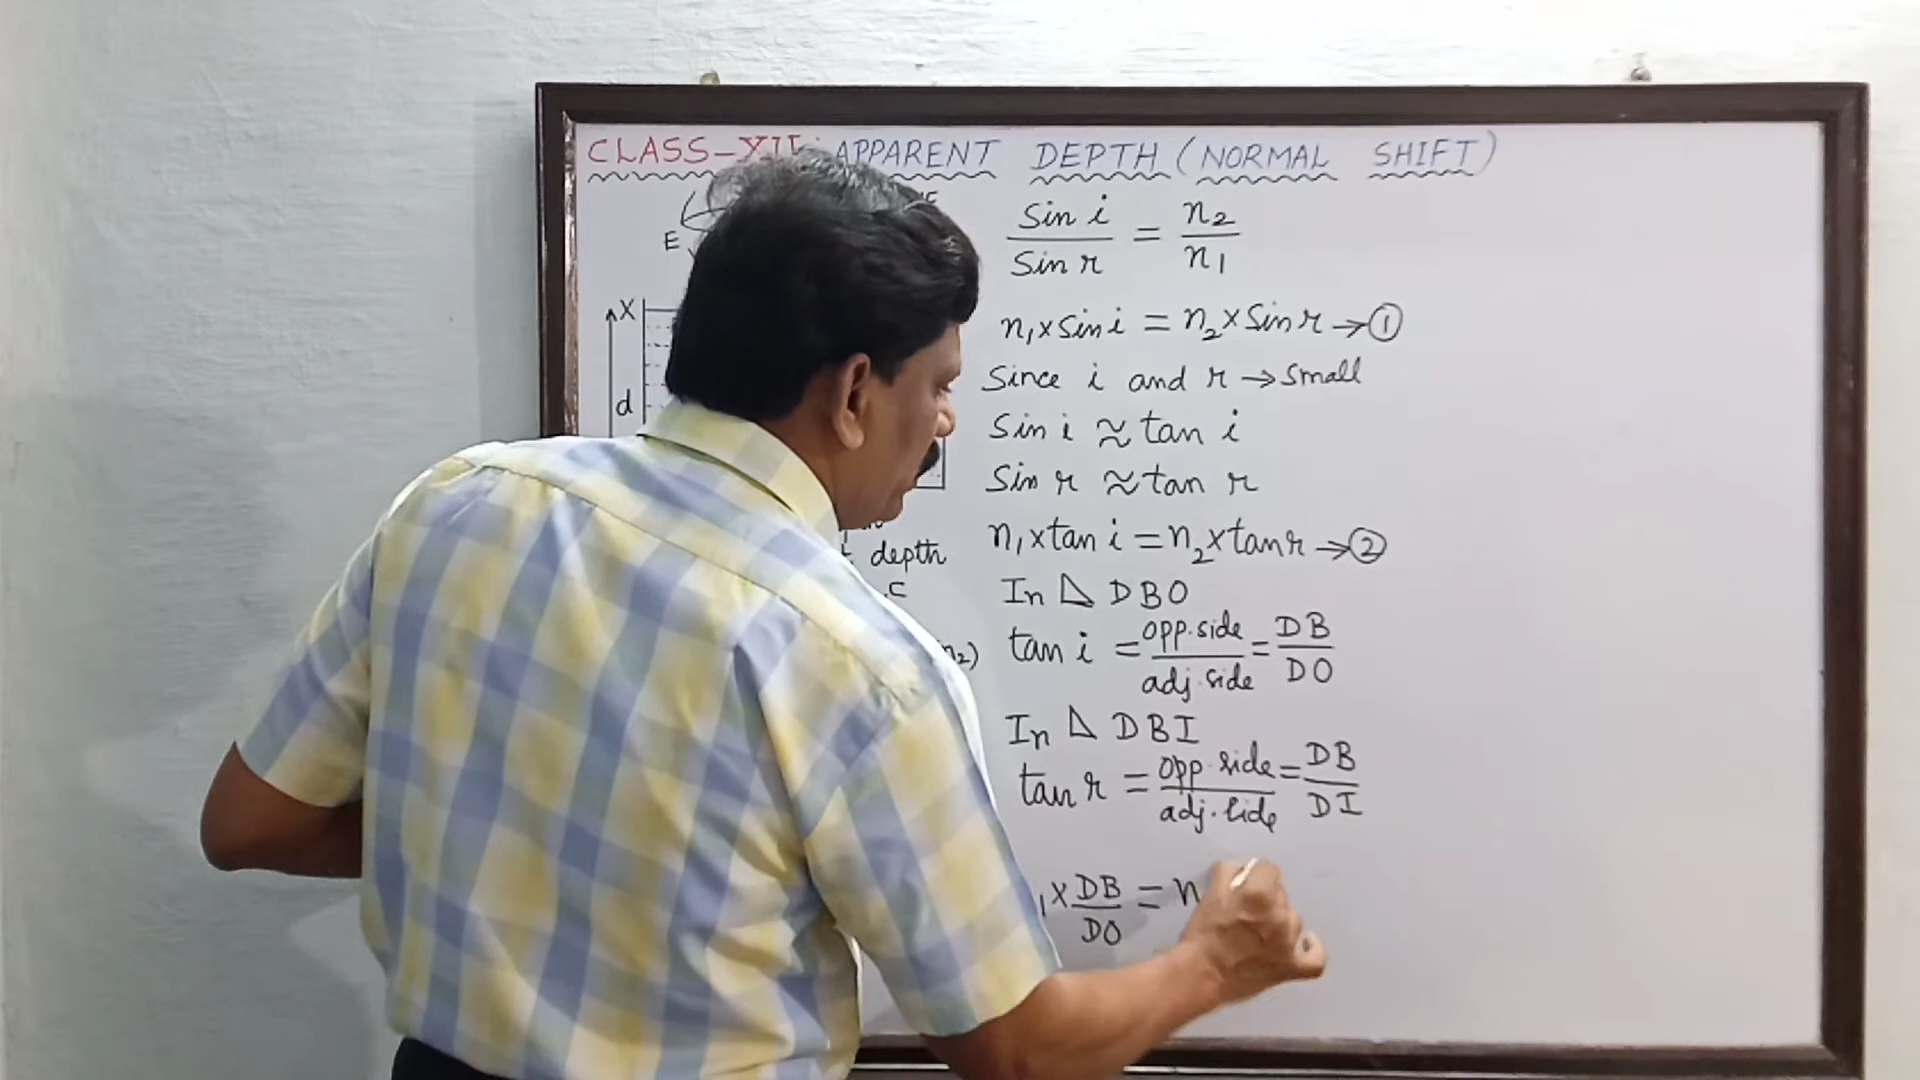 CLASS-XII: APPARENT DEPTH (NORMAL SHIFT)
E
X
d
depth
C
n₂)
Sin i / Sin r = n₂ / n₁
n₁ x Sin i = n₂ x Sin r → ①
Since i and r → Small
Sin i ≈ tan i
Sin r ≈ tan r
n₁ x tan i = n₂ x tan r → ②
In ◺ DBO
tan i = opp. side / adj. side = DB / DO
In ◺ DBI
tan r = opp. side / adj. side = DB / DI
₁ x DB / DO = n